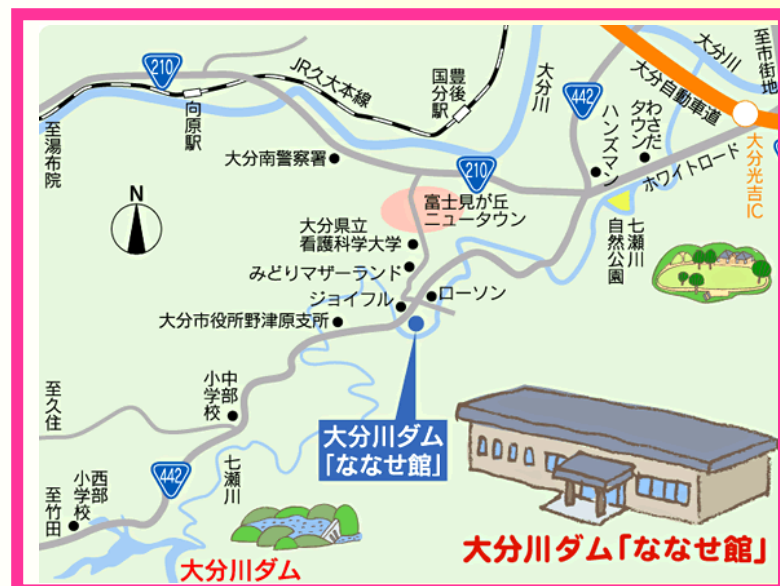 210
JR久大本線
豊後
国分駅
大分川
442
大分川
至市街地
大分自動車道
わさだ
タウン
ハンズマン
ホワイトロード
大分光吉IC
向原駅
至湯布院
大分南警察署
210
富士見が丘
ニュータウン
N
大分県立
看護科学大学
みどりマザーランド
ジョイフル
ローソン
七瀬川
自然公園
大分市役所野津原支所
至久住
中部
小学校
大分川ダム
「ななせ館」
442
七瀬川
西部
小学校
至竹田
大分川ダム
大分川ダム「ななせ館」